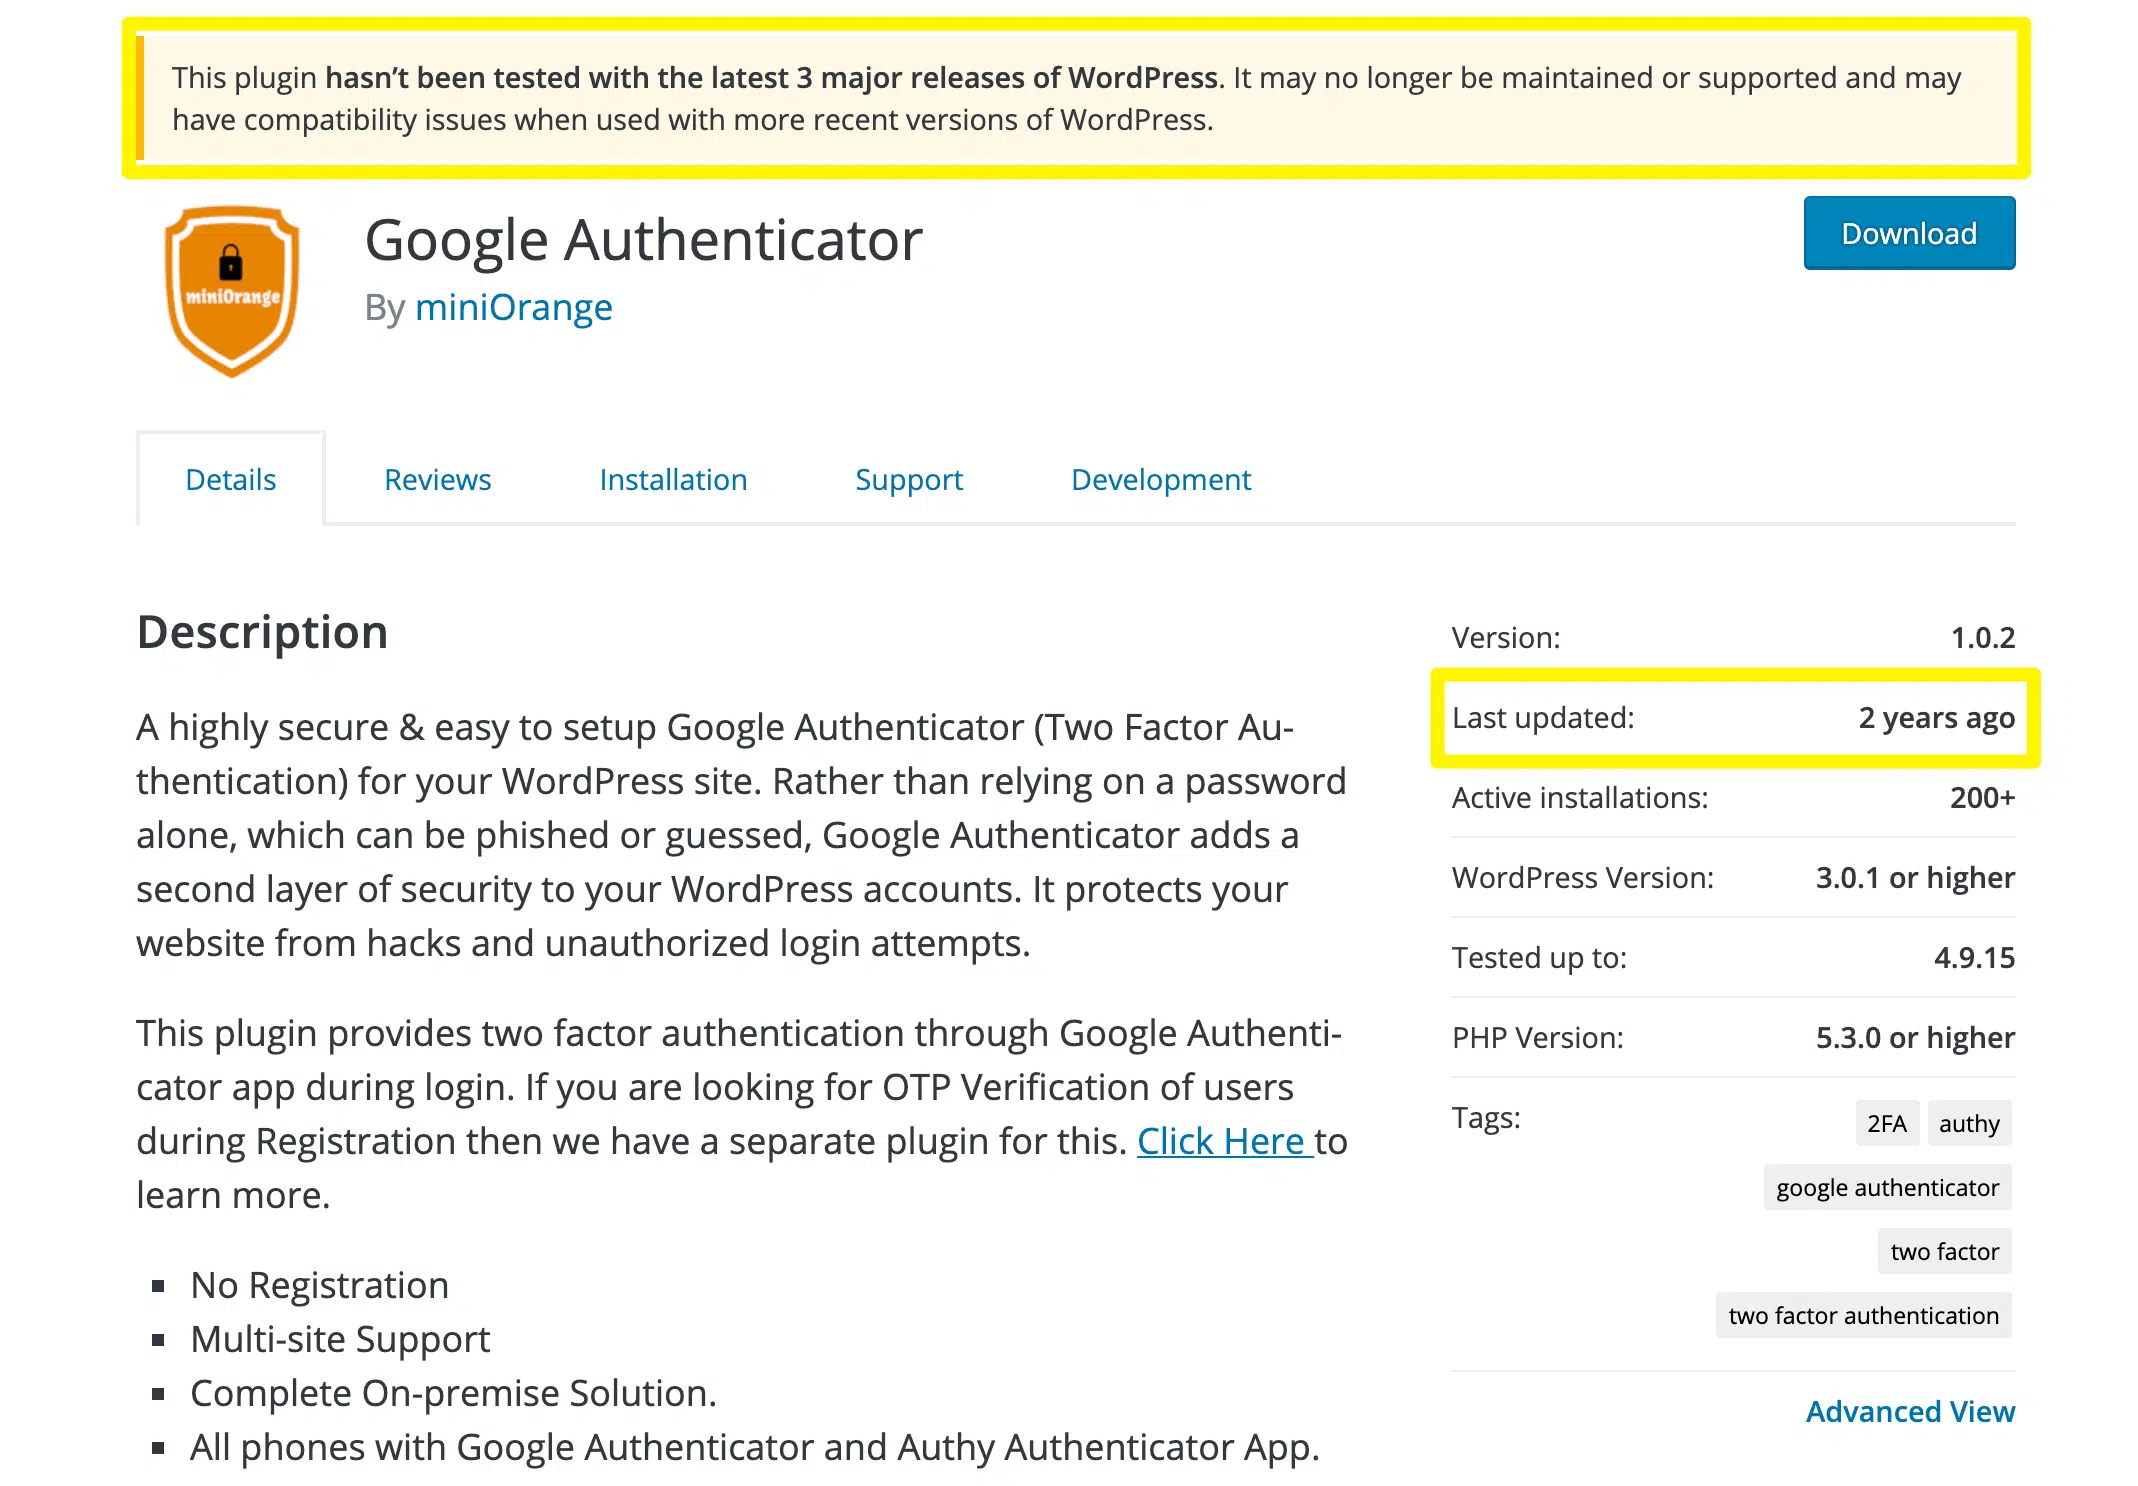 This plugin hasn’t been tested with the latest 3 major releases of WordPress. It may no longer be maintained or supported and may
have compatibility issues when used with more recent versions of WordPress.
miniOrange
Google Authenticator
By miniOrange
Download
Details
Reviews
Installation
Support
Development
Description
A highly secure & easy to setup Google Authenticator (Two Factor Au-
thentication) for your WordPress site. Rather than relying on a password
alone, which can be phished or guessed, Google Authenticator adds a
second layer of security to your WordPress accounts. It protects your
website from hacks and unauthorized login attempts.
This plugin provides two factor authentication through Google Authenti-
cator app during login. If you are looking for OTP Verification of users
during Registration then we have a separate plugin for this. Click Here to
learn more.
▪ No Registration
▪ Multi-site Support
▪ Complete On-premise Solution.
▪ All phones with Google Authenticator and Authy Authenticator App.
Version: 1.0.2
Last updated: 2 years ago
Active installations: 200+
WordPress Version: 3.0.1 or higher
Tested up to: 4.9.15
PHP Version: 5.3.0 or higher
Tags: 2FA authy
google authenticator
two factor
two factor authentication
Advanced View